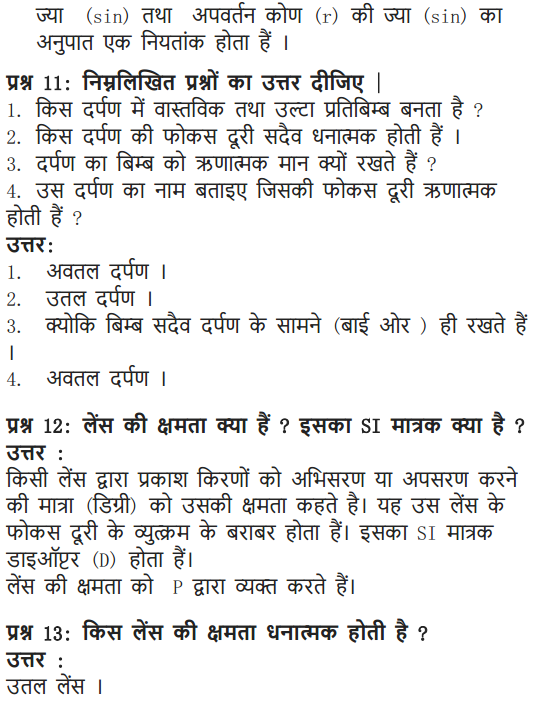 ज्या (sin) तथा अपवर्तन कोण (r) की ज्या (sin) का
अनुपात एक नियतांक होता हैं ।
प्रश्न 11: निम्नलिखित प्रश्नों का उत्तर दीजिए |
1. किस दर्पण में वास्तविक तथा उल्टा प्रतिबिम्ब बनता है ?
2. किस दर्पण की फोकस दूरी सदैव धनात्मक होती हैं ।
3. दर्पण का बिम्ब को ऋणात्मक मान क्यों रखते हैं ?
4. उस दर्पण का नाम बताइए जिसकी फोकस दूरी ऋणात्मक
होती हैं ?
उत्तर:
1. अवतल दर्पण ।
2. उतल दर्पण ।
3. क्योकि बिम्ब सदैव दर्पण के सामने (बाई ओर ) ही रखते हैं
।
4. अवतल दर्पण ।
प्रश्न 12: लेंस की क्षमता क्या हैं ? इसका SI मात्रक क्या है ?
उत्तर :
किसी लेंस द्वारा प्रकाश किरणों को अभिसरण या अपसरण करने
की मात्रा (डिग्री) को उसकी क्षमता कहते है। यह उस लेंस के
फोकस दूरी के व्युत्क्रम के बराबर होता हैं। इसका SI मात्रक
डाइऑप्टर (D) होता हैं।
लेंस की क्षमता को P द्वारा व्यक्त करते हैं।
प्रश्न 13: किस लेंस की क्षमता धनात्मक होती है ?
उत्तर :
उतल लेंस ।